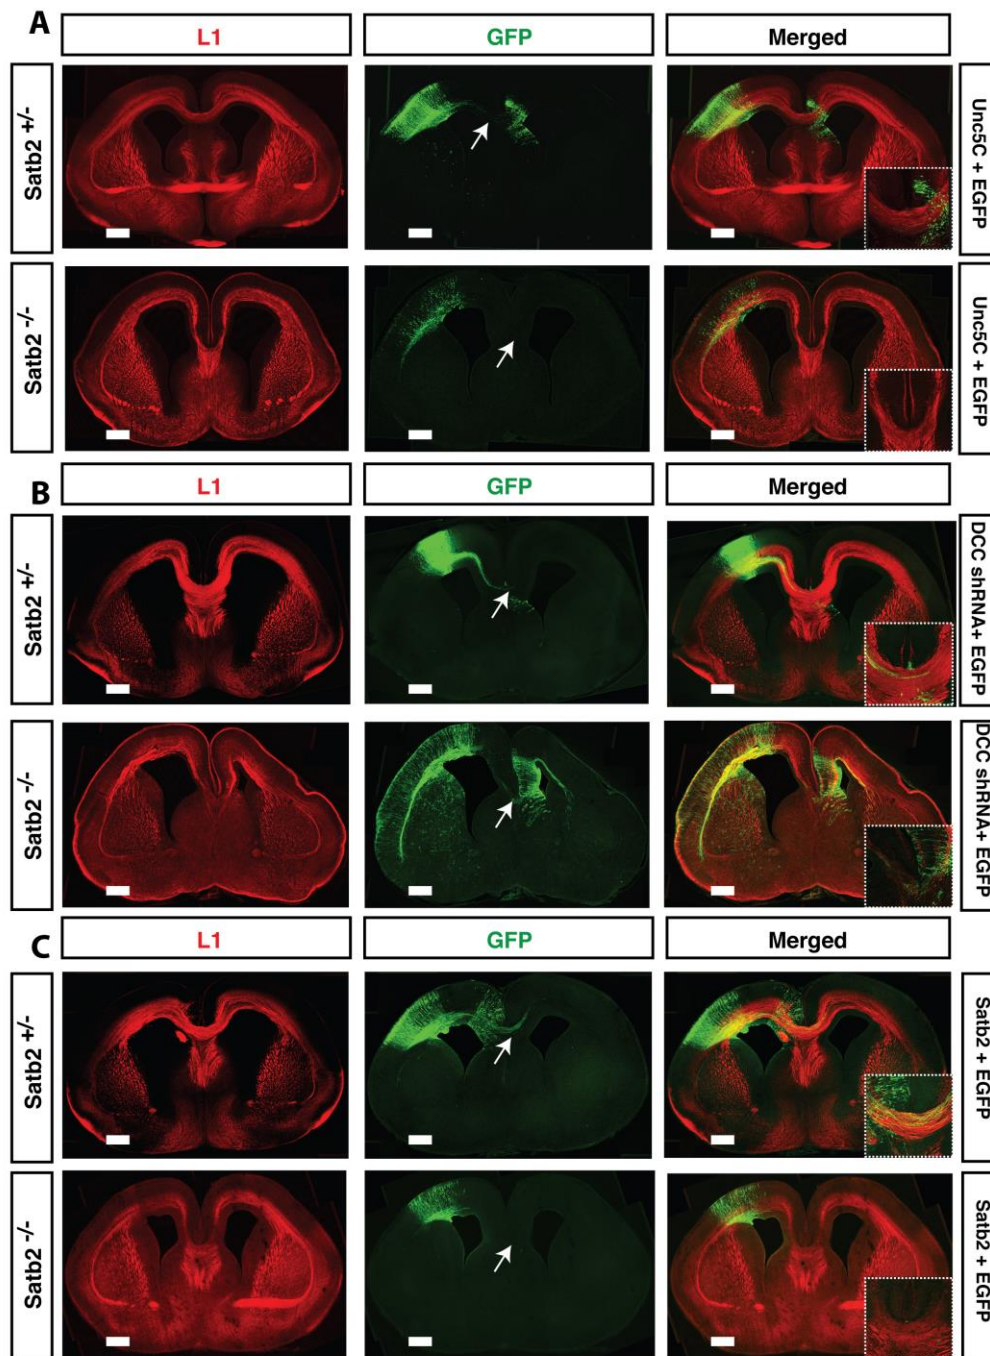 A
L1 GFP Merged
Satb2 +/-
Unc5C + EGFP
Satb2 -/-
Unc5C + EGFP
B
L1 GFP Merged
Satb2 +/-
DCC shRNA+ EGFP
Satb2 -/-
DCC shRNA+ EGFP
C
L1 GFP Merged
Satb2 +/-
Satb2 + EGFP
Satb2 -/-
Satb2 + EGFP